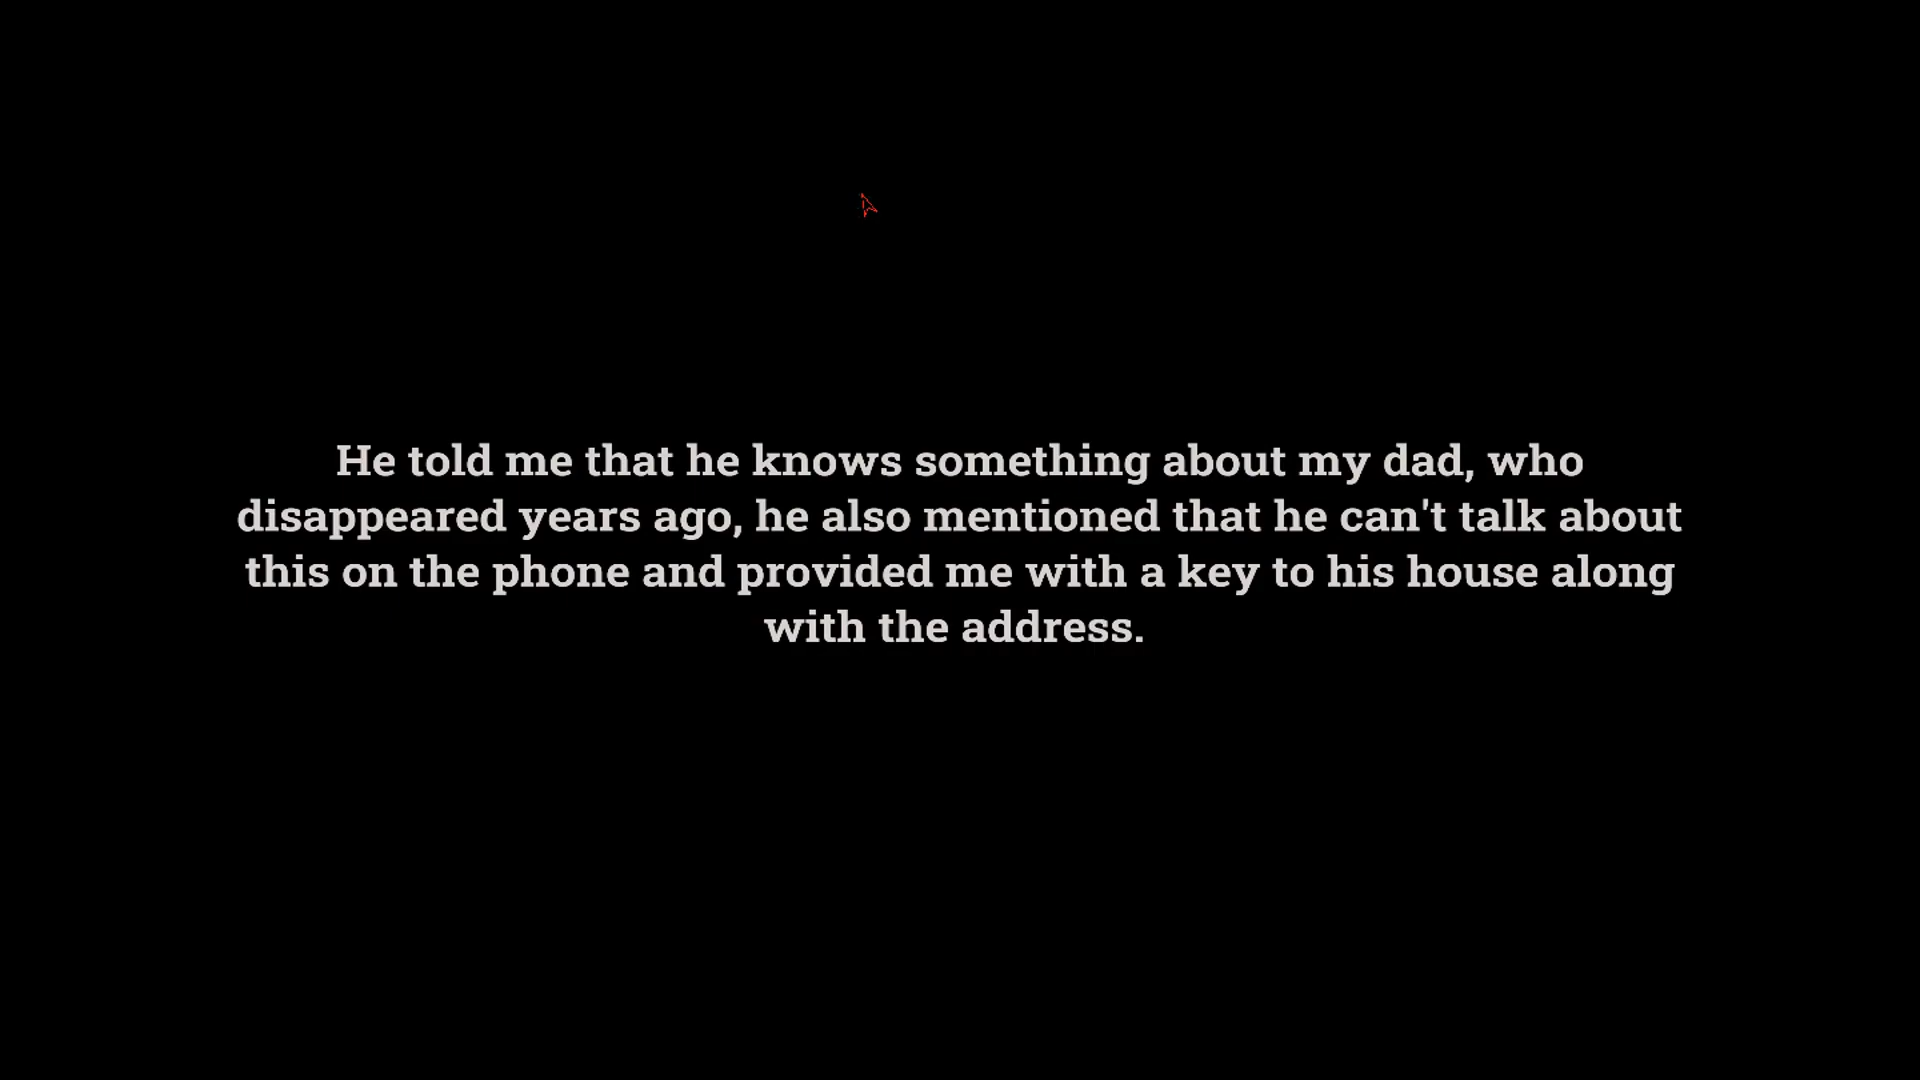 He told me that he knows something about my dad, who
disappeared years ago, he also mentioned that he can't talk about
this on the phone and provided me with a key to his house along
with the address.